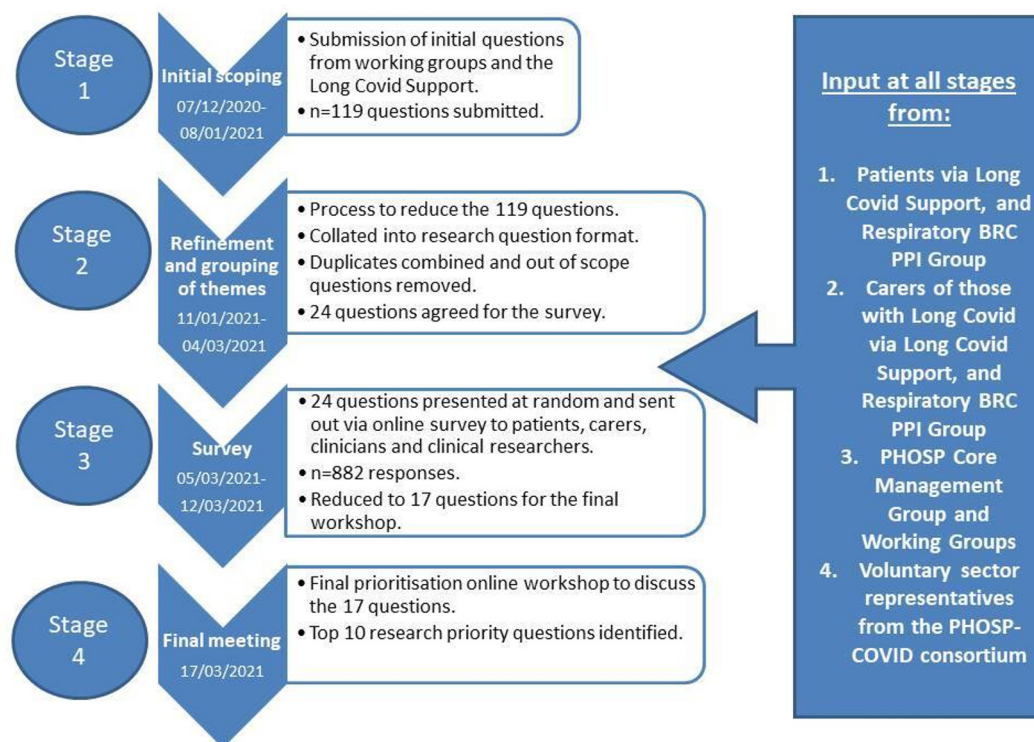 Stage
1
Initial scoping
07/12/2020-
08/01/2021
• Submission of initial questions
from working groups and the
Long Covid Support.
• n=119 questions submitted.
Stage
2
Refinement
and grouping
of themes
11/01/2021-
04/03/2021
• Process to reduce the 119 questions.
• Collated into research question format.
• Duplicates combined and out of scope
questions removed.
• 24 questions agreed for the survey.
Stage
3
Survey
05/03/2021-
12/03/2021
• 24 questions presented at random and sent
out via online survey to patients, carers,
clinicians and clinical researchers.
• n=882 responses.
• Reduced to 17 questions for the final
workshop.
Stage
4
Final meeting
17/03/2021
• Final prioritisation online workshop to discuss
the 17 questions.
• Top 10 research priority questions identified.
Input at all stages
from:
1. Patients via Long
Covid Support, and
Respiratory BRC
PPI Group
2. Carers of those
with Long Covid
via Long Covid
Support, and
Respiratory BRC
PPI Group
3. PHOSP Core
Management
Group and
Working Groups
4. Voluntary sector
representatives
from the PHOSP-
COVID consortium